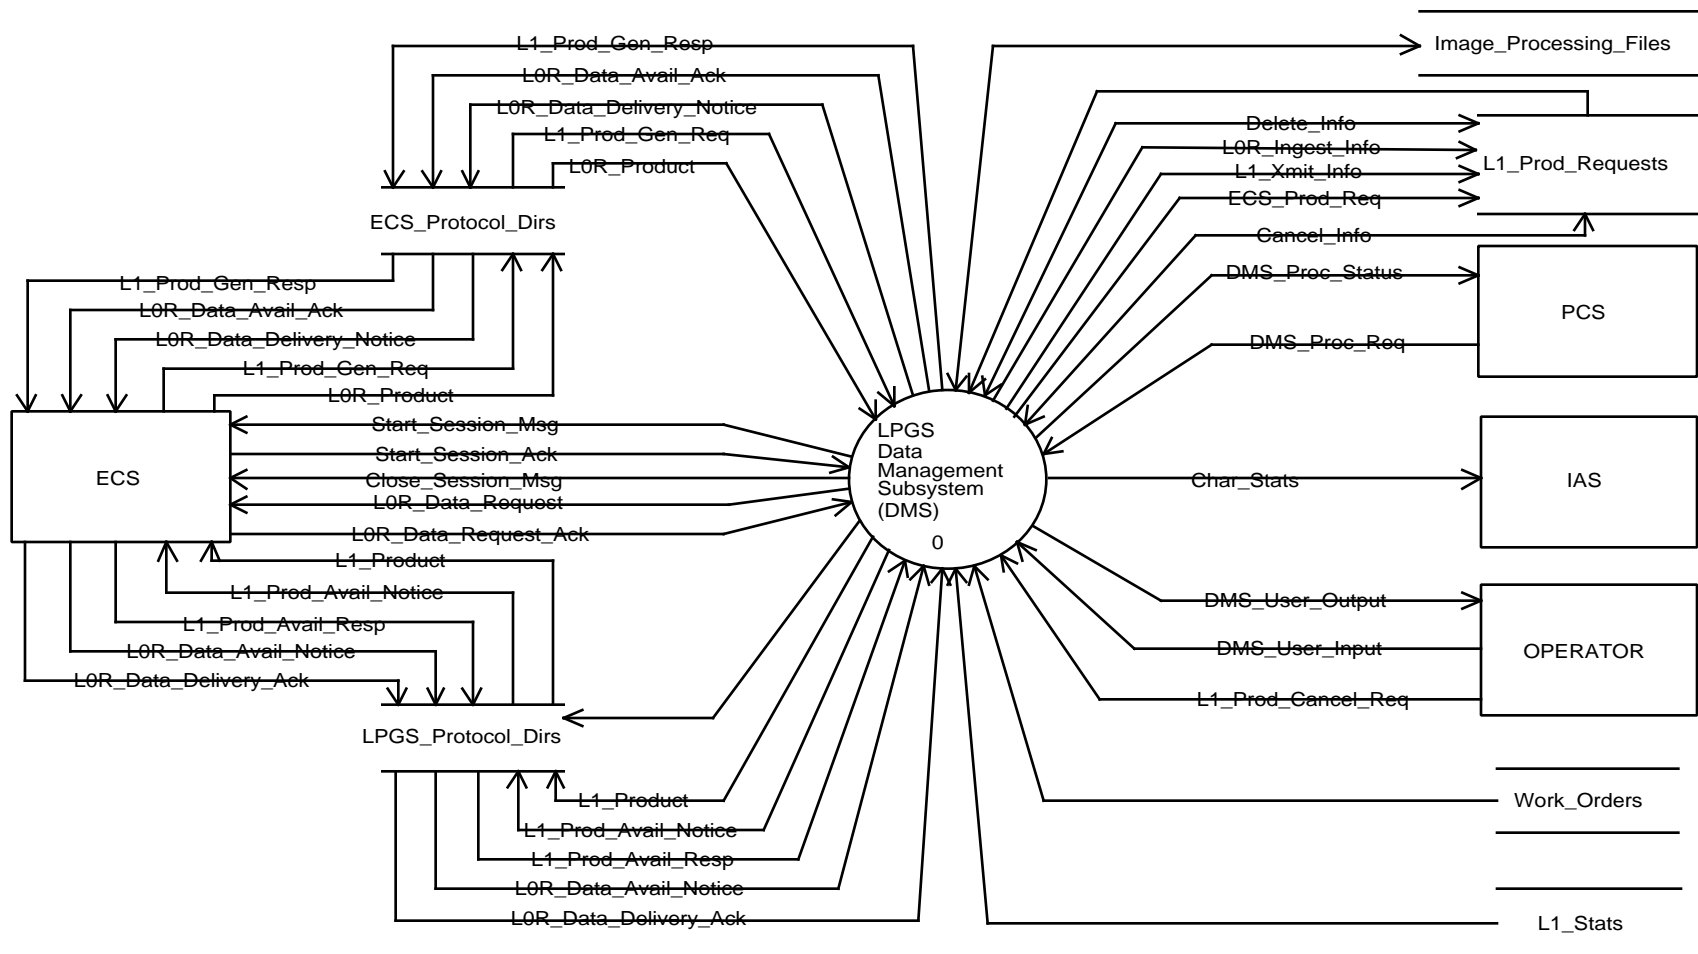 L1_Prod_Gen_Resp
L0R_Data_Avail_Ack
L0R_Data_Delivery_Notice
L1_Prod_Gen_Req
L0R_Product
ECS_Protocol_Dirs
L1_Prod_Gen_Resp
L0R_Data_Avail_Ack
L0R_Data_Delivery_Notice
L1_Prod_Gen_Req
L0R_Product
ECS
Start_Session_Msg
Start_Session_Ack
Close_Session_Msg
L0R_Data_Request
L0R_Data_Request_Ack
L1_Product
L1_Prod_Avail_Notice
L1_Prod_Avail_Resp
L0R_Data_Avail_Notice
L0R_Data_Delivery_Ack
LPGS_Protocol_Dirs
L1_Product
L1_Prod_Avail_Notice
L1_Prod_Avail_Resp
L0R_Data_Avail_Notice
L0R_Data_Delivery_Ack
LPGS
Data
Management
Subsystem
(DMS)
0
Image_Processing_Files
Delete_Info
L0R_Ingest_Info
L1_Xmit_Info
ECS_Prod_Req
Cancel_Info
L1_Prod_Requests
DMS_Proc_Status
DMS_Proc_Req
PCS
Char_Stats
IAS
DMS_User_Output
DMS_User_Input
L1_Prod_Cancel_Req
OPERATOR
Work_Orders
L1_Stats